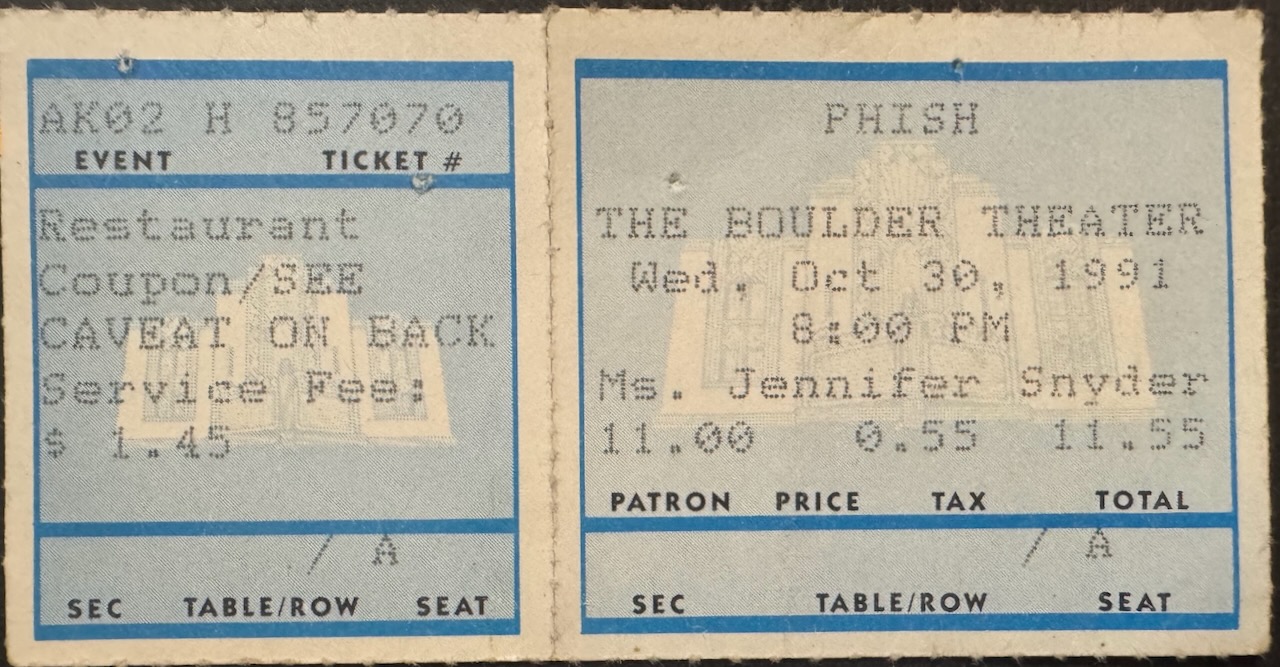 AK02 H 857070
EVENT TICKET #
Restaurant
Coupon/SEE
CAVEAT ON BACK
Service Fee:
$ 1.45
/ A
SEC TABLE/ROW SEAT
PHISH
THE BOULDER THEATER
Wed, Oct 30, 1991
8:00 PM
Ms. Jennifer Snyder
11.00 0.55 11.55
PATRON PRICE TAX TOTAL
/ A
SEC TABLE/ROW SEAT